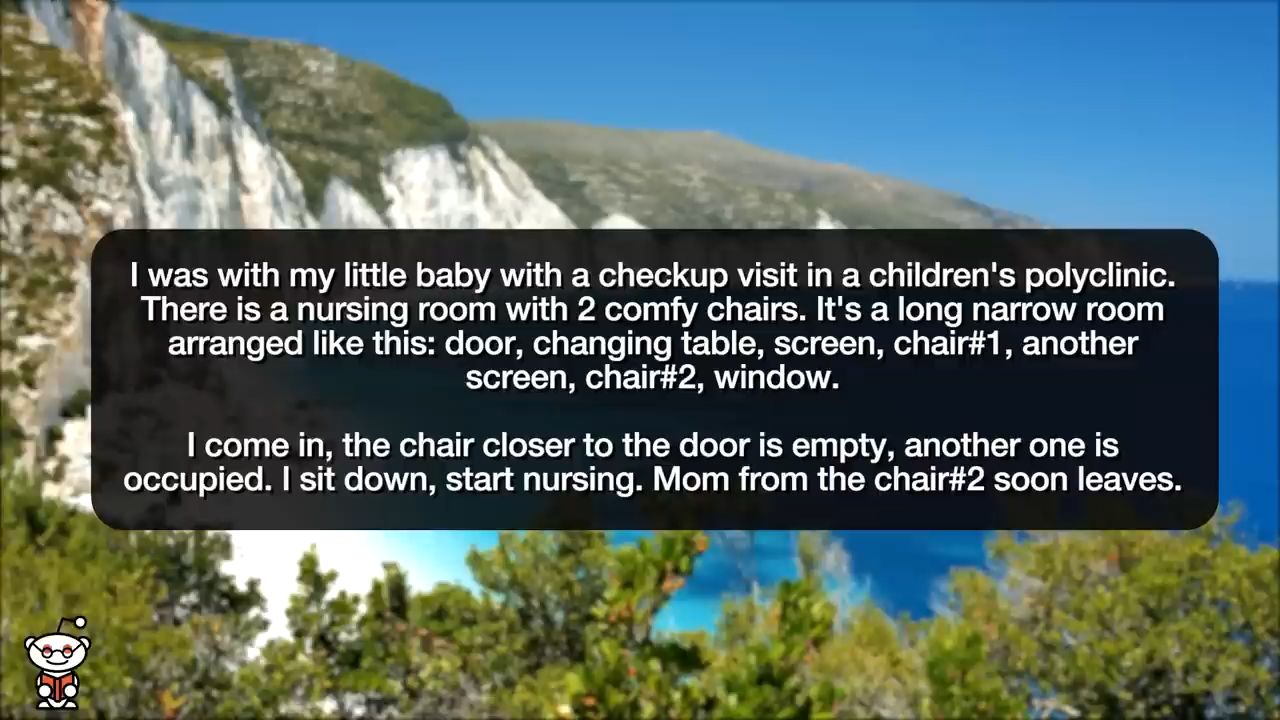 I was with my little baby with a checkup visit in a children's polyclinic.
There is a nursing room with 2 comfy chairs. It's a long narrow room
arranged like this: door, changing table, screen, chair#1, another
screen, chair#2, window.
I come in, the chair closer to the door is empty, another one is
occupied. I sit down, start nursing. Mom from the chair#2 soon leaves.